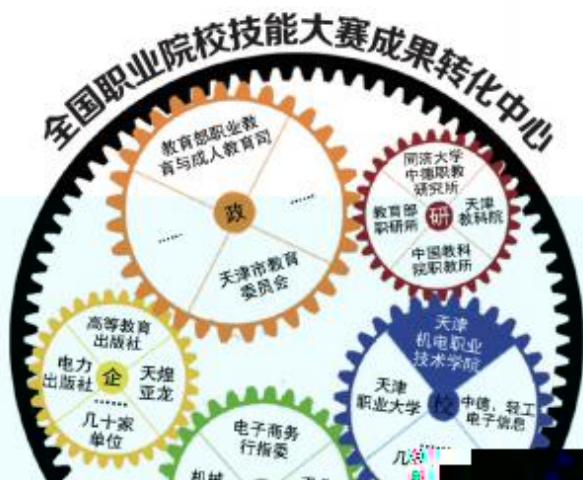 全国职业院校技能大赛成果转化中心
教育部职业教
育与成人教育司
……
政
……
天津市教育
委员会
同济大学
中德职教
研究所
教育部
职研所
研
天津
教科院
中国教科
院职教所
高等教育
出版社
电力
出版社
企
天煌
亚龙
……
几十家
单位
天津
机电职业
技术学院
天津
职业大学
校
中德、轻工
电子信息
……
电子商务
行指委
机械